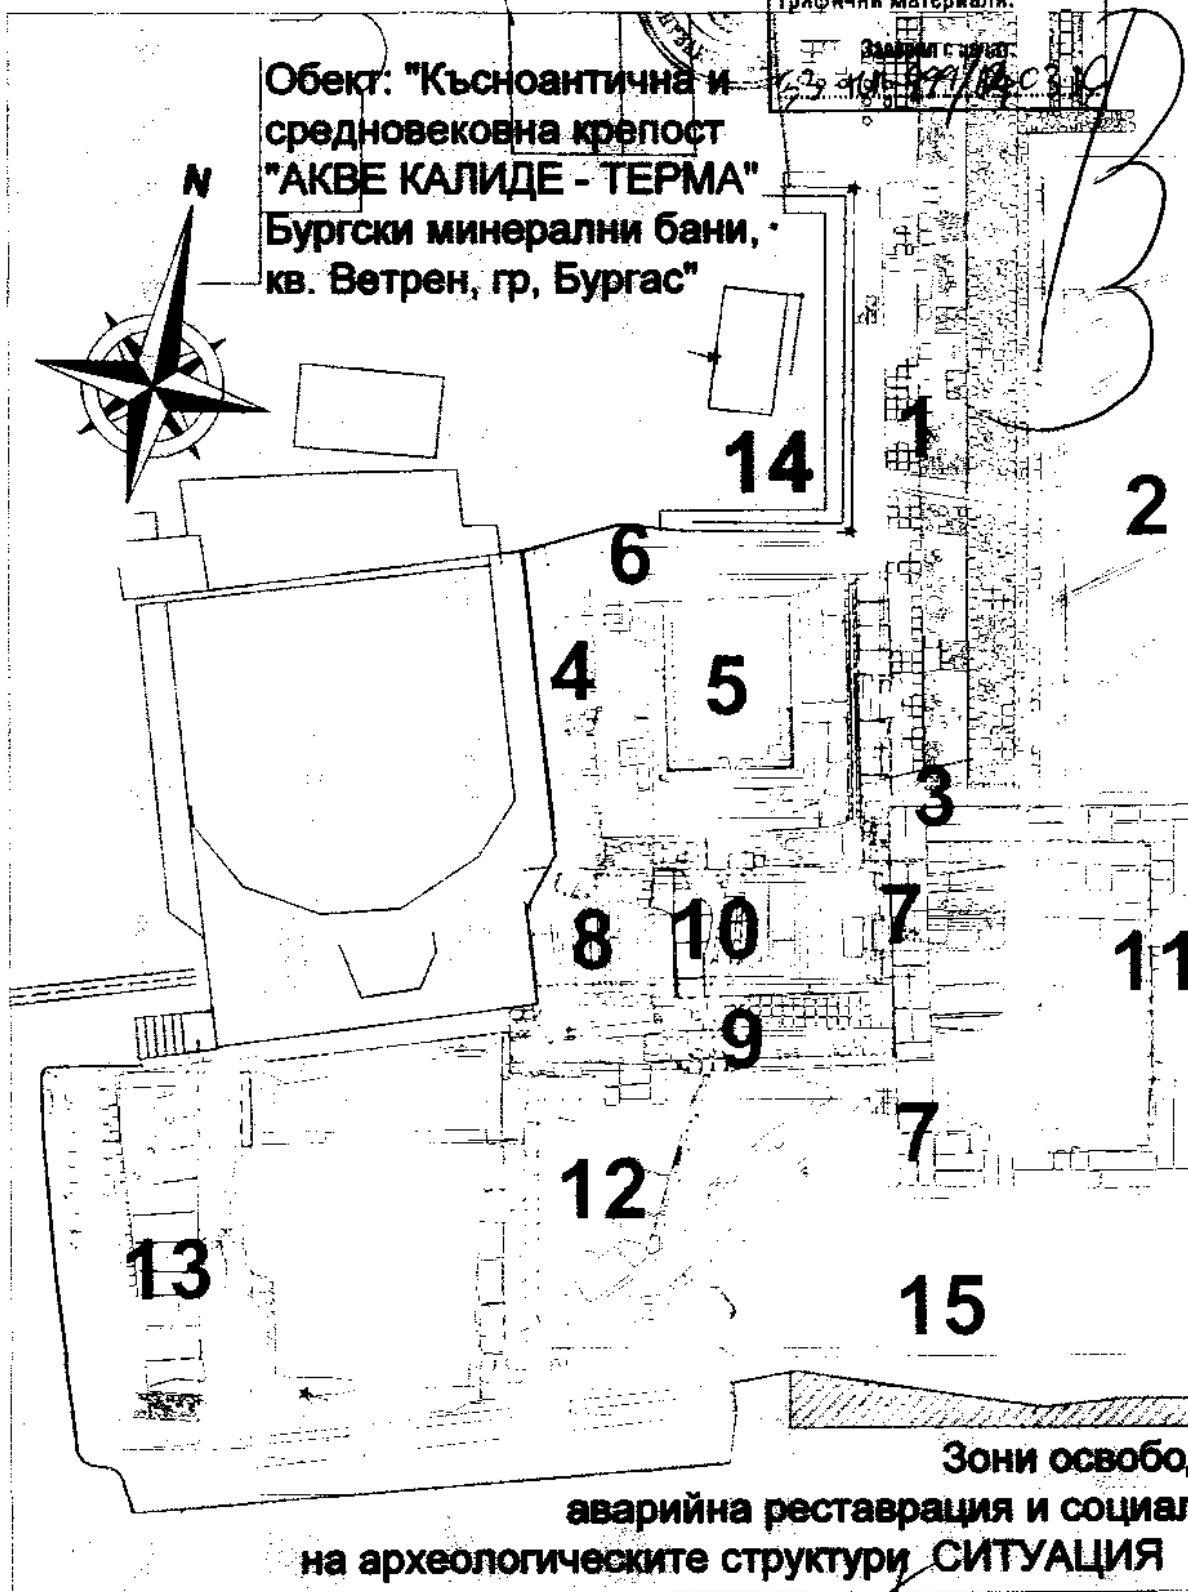 графични материали.
Обект: "Късноантична и
средновековна крепост
"АКВЕ КАЛИДЕ - ТЕРМА"
Бургски минерални бани,
кв. Ветрен, гр, Бургас"
N
1
14
2
6
4
5
3
7
8
10
11
9
7
12
13
15
Зони освобо
аварийна реставрация и социал
на археологическите структури СИТУАЦИЯ